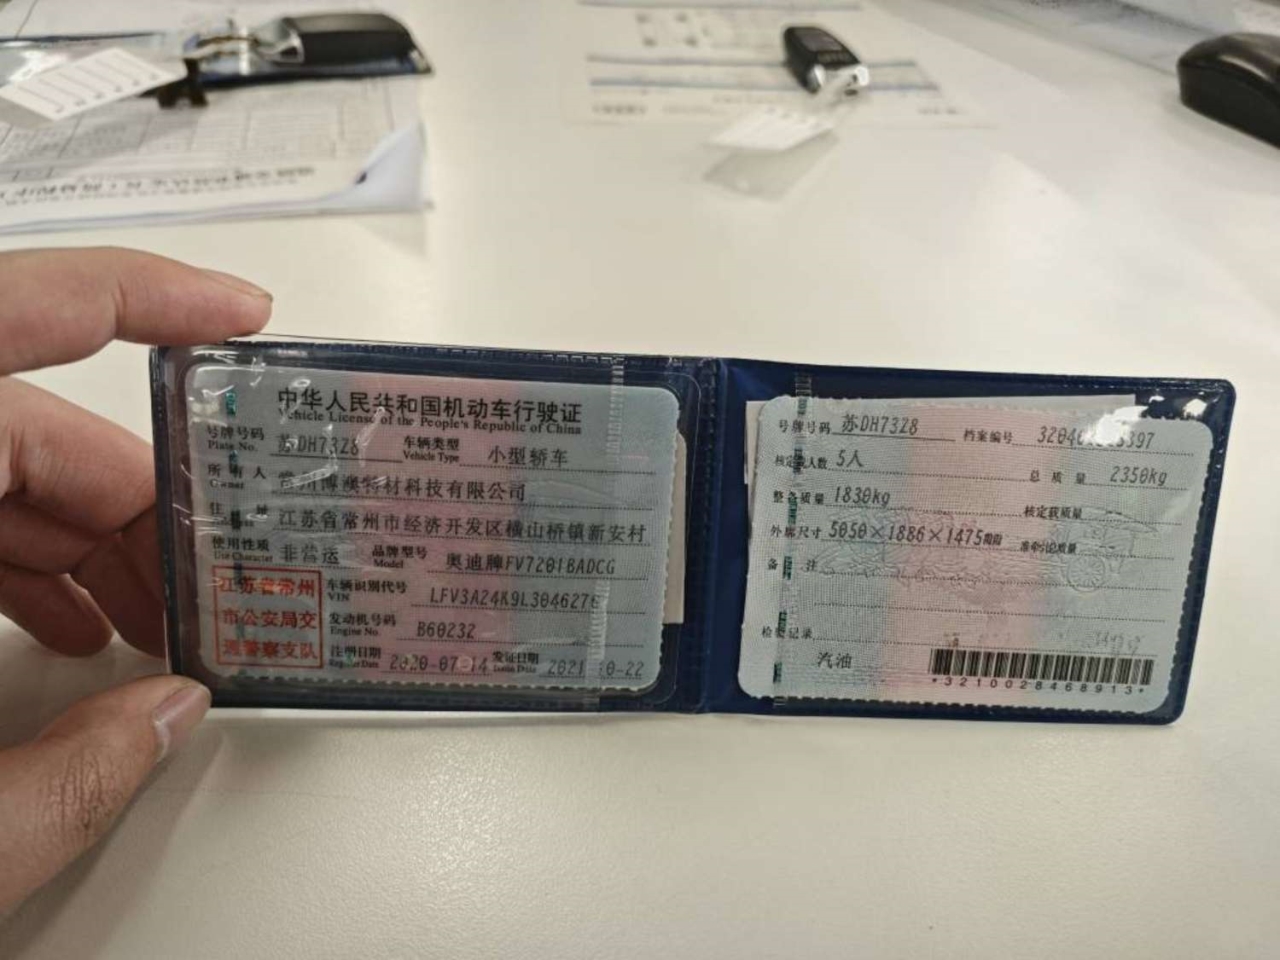 中华人民共和国机动车行驶证
Vehicle License of the People's Republic of China
号牌号码 苏DH73Z8 车辆类型 小型轿车
Plate No. Vehicle Type
所有人 常州博澳特材科技有限公司
Owner
住址 江苏省常州市经济开发区横山桥镇新安村
使用性质 非营运 品牌型号 奥迪牌FV7201BADCG
Use Character Model
江苏省常州
市公安局交
通警察支队
车辆识别代号 LFV3A24K9L3046276
VIN
发动机号码 B60232
Engine No.
注册日期 2020-07-14 发证日期 2021-10-22
Register Date Issue Date
号牌号码 苏DH73Z8 档案编号
核定载人数 5人 总质量 2350kg
整备质量 1830kg 核定载质量
外廓尺寸 5050×1886×1475mm 准牵引总质量
备注
检验记录
汽油
*3210028468913*